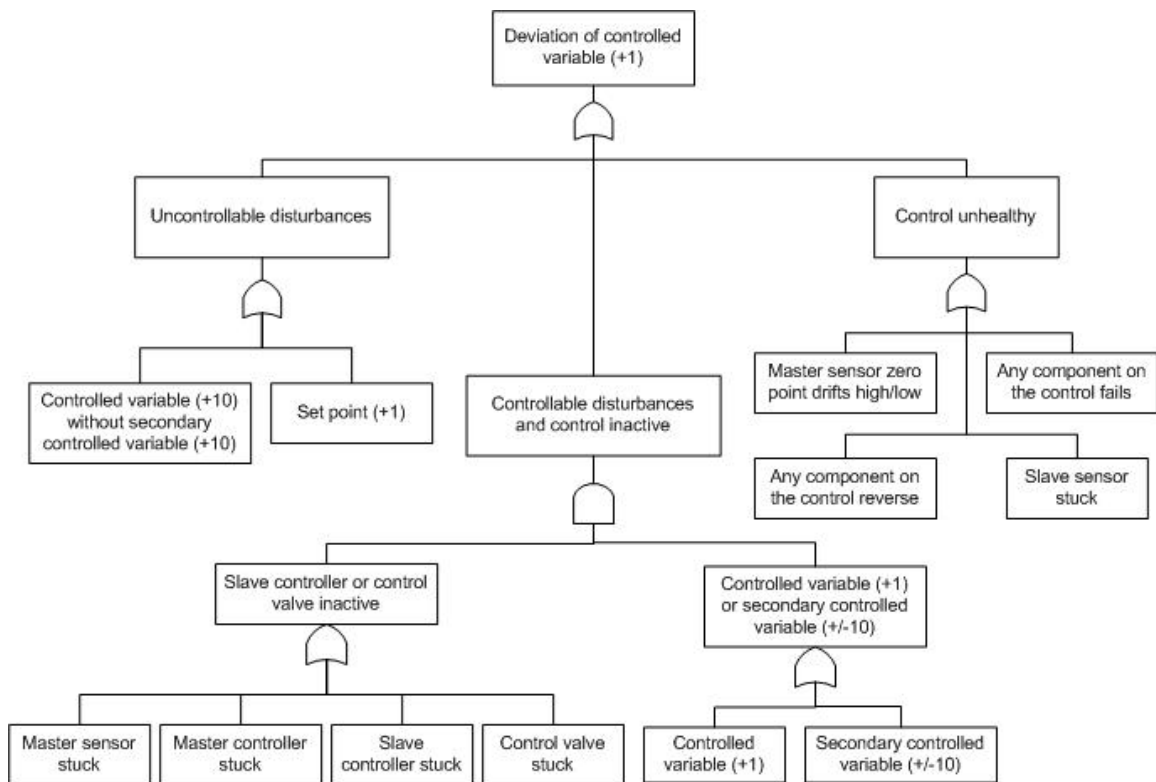 Deviation of controlled
variable (+1)
Uncontrollable disturbances
Control unhealthy
Controlled variable (+10)
without secondary
controlled variable (+10)
Set point (+1)
Controllable disturbances
and control inactive
Master sensor zero
point drifts high/low
Any component on
the control fails
Any component on
the control reverse
Slave sensor
stuck
Slave controller or control
valve inactive
Controlled variable (+1)
or secondary controlled
variable (+/-10)
Master sensor
stuck
Master controller
stuck
Slave
controller stuck
Control valve
stuck
Controlled
variable (+1)
Secondary controlled
variable (+/-10)